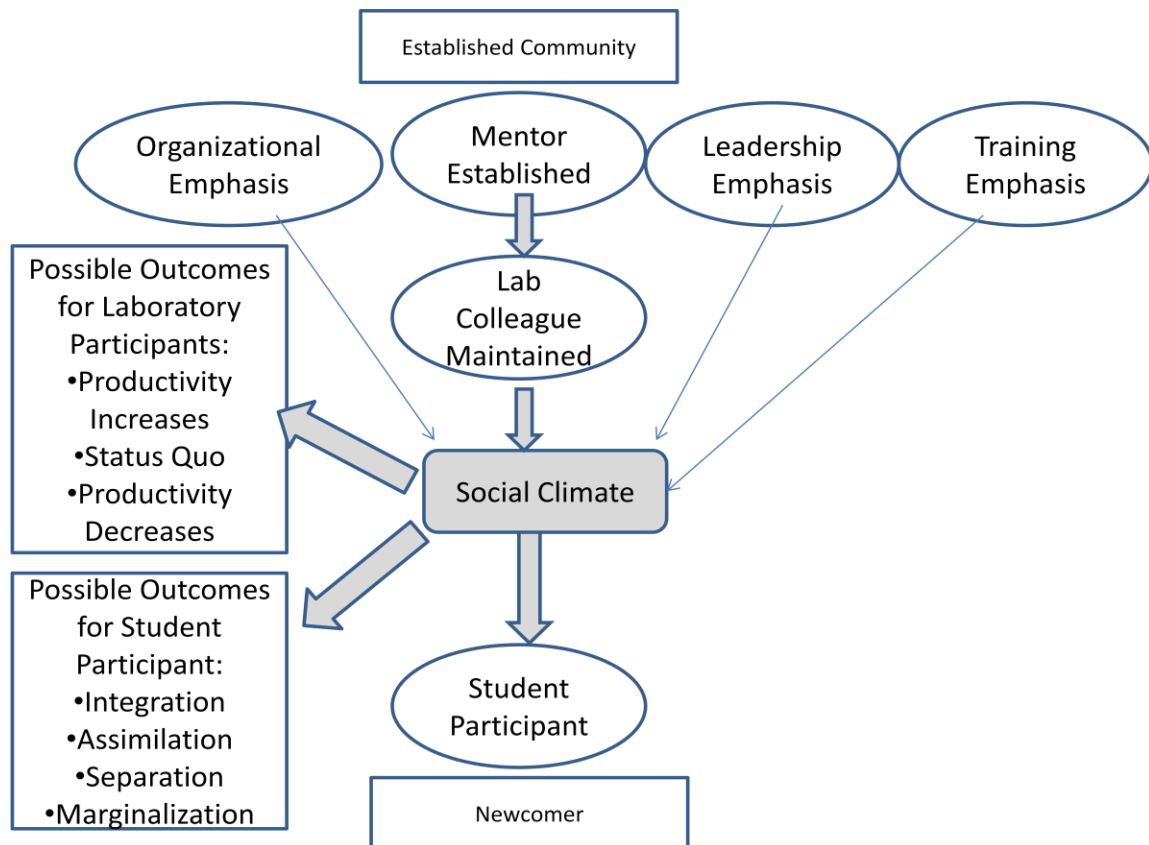 Established Community
Organizational
Emphasis
Mentor
Established
Leadership
Emphasis
Training
Emphasis
Lab
Colleague
Maintained
Possible Outcomes
for Laboratory
Participants:
•Productivity
Increases
•Status Quo
•Productivity
Decreases
Social Climate
Possible Outcomes
for Student
Participant:
•Integration
•Assimilation
•Separation
•Marginalization
Student
Participant
Newcomer